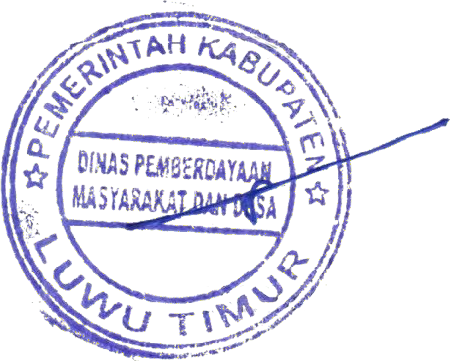 PEMERINTAH KABUPATEN
DINAS PEMBERDAYAAN
MASYARAKAT DAN DESA
LUWU TIMUR